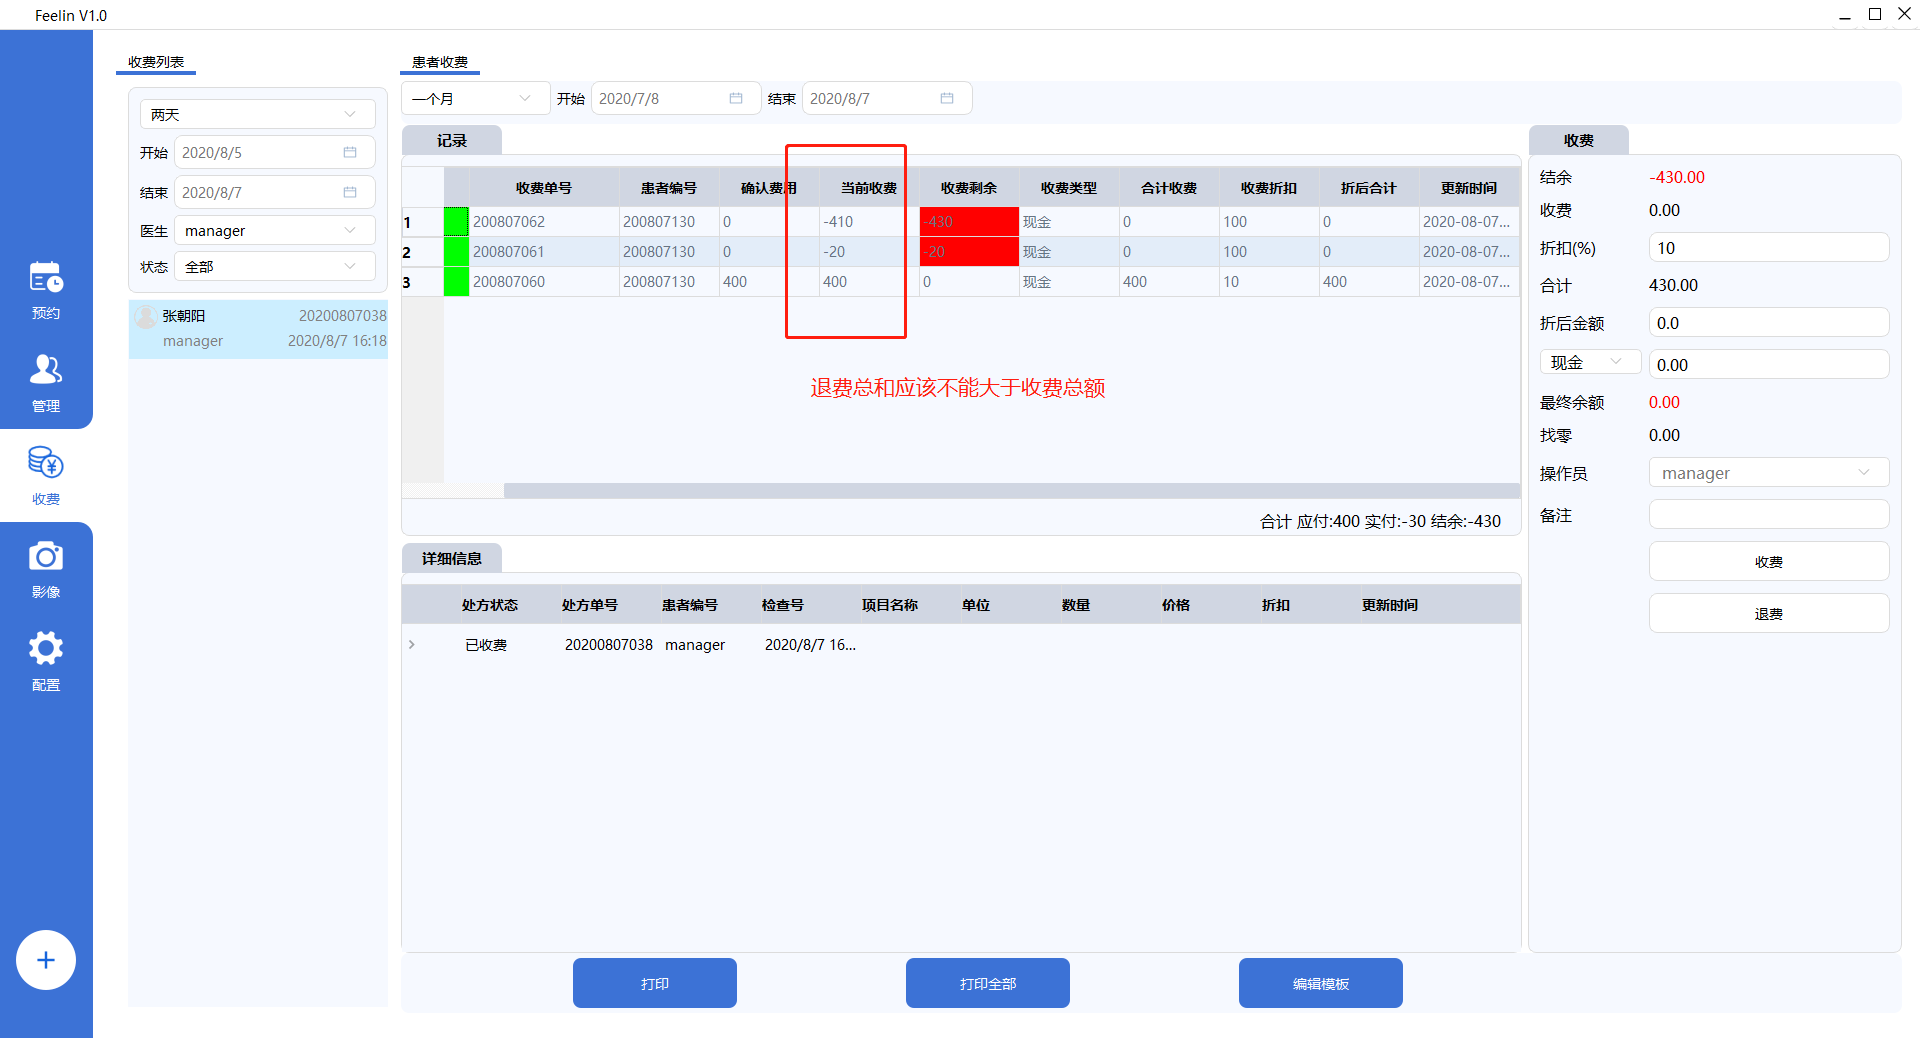 Feelin V1.0
收费列表
两天
开始 2020/8/5
结束 2020/8/7
医生 manager
状态 全部
张朝阳 20200807038
manager 2020/8/7 16:18
预约
管理
收费
影像
配置
患者收费
一个月 开始 2020/7/8 结束 2020/8/7
记录
收费单号 患者编号 确认费用 当前收费 收费剩余 收费类型 合计收费 收费折扣 折后合计 更新时间
1 200807062 200807130 0 -410 -430 现金 0 100 0 2020-08-07...
2 200807061 200807130 0 -20 -20 现金 0 100 0 2020-08-07...
3 200807060 200807130 400 400 0 现金 400 10 400 2020-08-07...
退费总和应该不能大于收费总额
合计 应付:400 实付:-30 结余:-430
详细信息
处方状态 处方单号 患者编号 检查号 项目名称 单位 数量 价格 折扣 更新时间
已收费 20200807038 manager 2020/8/7 16...
打印 打印全部 编辑模板
收费
结余 -430.00
收费 0.00
折扣(%) 10
合计 430.00
折后金额 0.0
现金 0.00
最终余额 0.00
找零 0.00
操作员 manager
备注
收费
退费